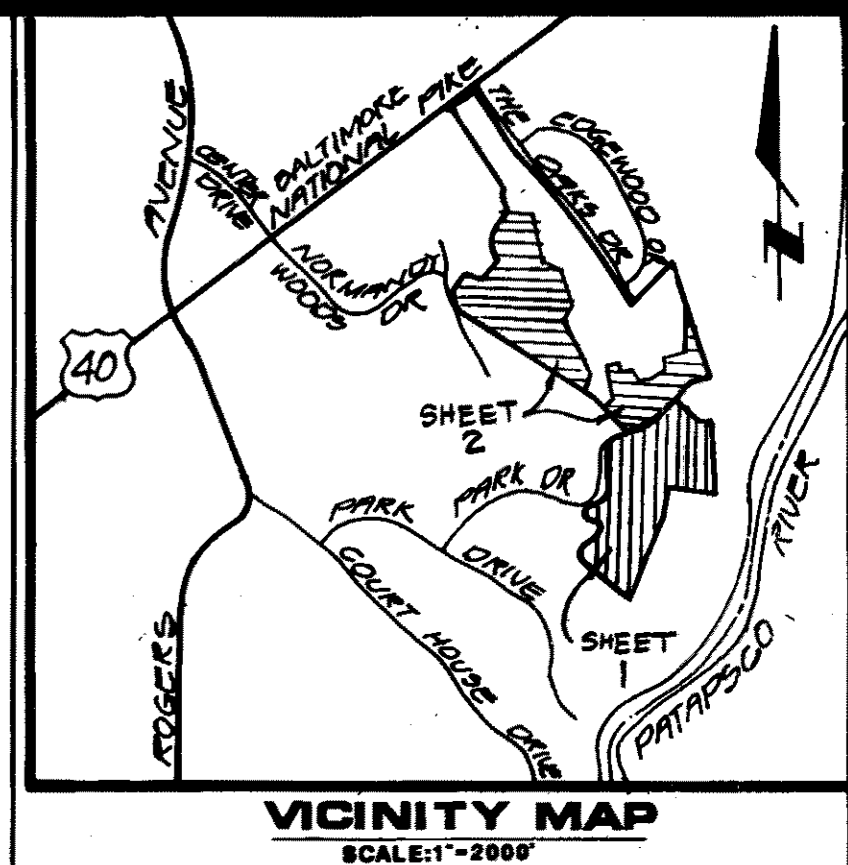 BALTIMORE
NATIONAL PIKE
THE OAKS DR
EDGEWOOD DR
ROGERS AVENUE
CENTER
DRIVE
NORMANDY
WOODS DR
40
SHEET
2
PARK DR
PARK DRIVE
COURT HOUSE DRIVE
SHEET
1
PATAPSCO RIVER
N
VICINITY MAP
SCALE:1"=2000'